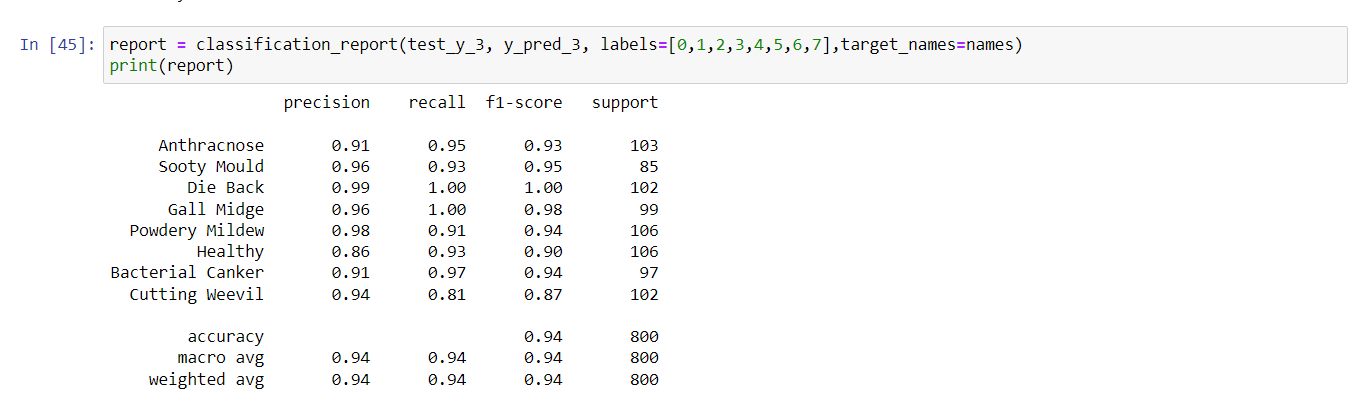 In [45]: report = classification_report(test_y_3, y_pred_3, labels=[0,1,2,3,4,5,6,7],target_names=names)
print(report)
precision recall f1-score support
Anthracnose 0.91 0.95 0.93 103
Sooty Mould 0.96 0.93 0.95 85
Die Back 0.99 1.00 1.00 102
Gall Midge 0.96 1.00 0.98 99
Powdery Mildew 0.98 0.91 0.94 106
Healthy 0.86 0.93 0.90 106
Bacterial Canker 0.91 0.97 0.94 97
Cutting Weevil 0.94 0.81 0.87 102
accuracy 0.94 800
macro avg 0.94 0.94 0.94 800
weighted avg 0.94 0.94 0.94 800